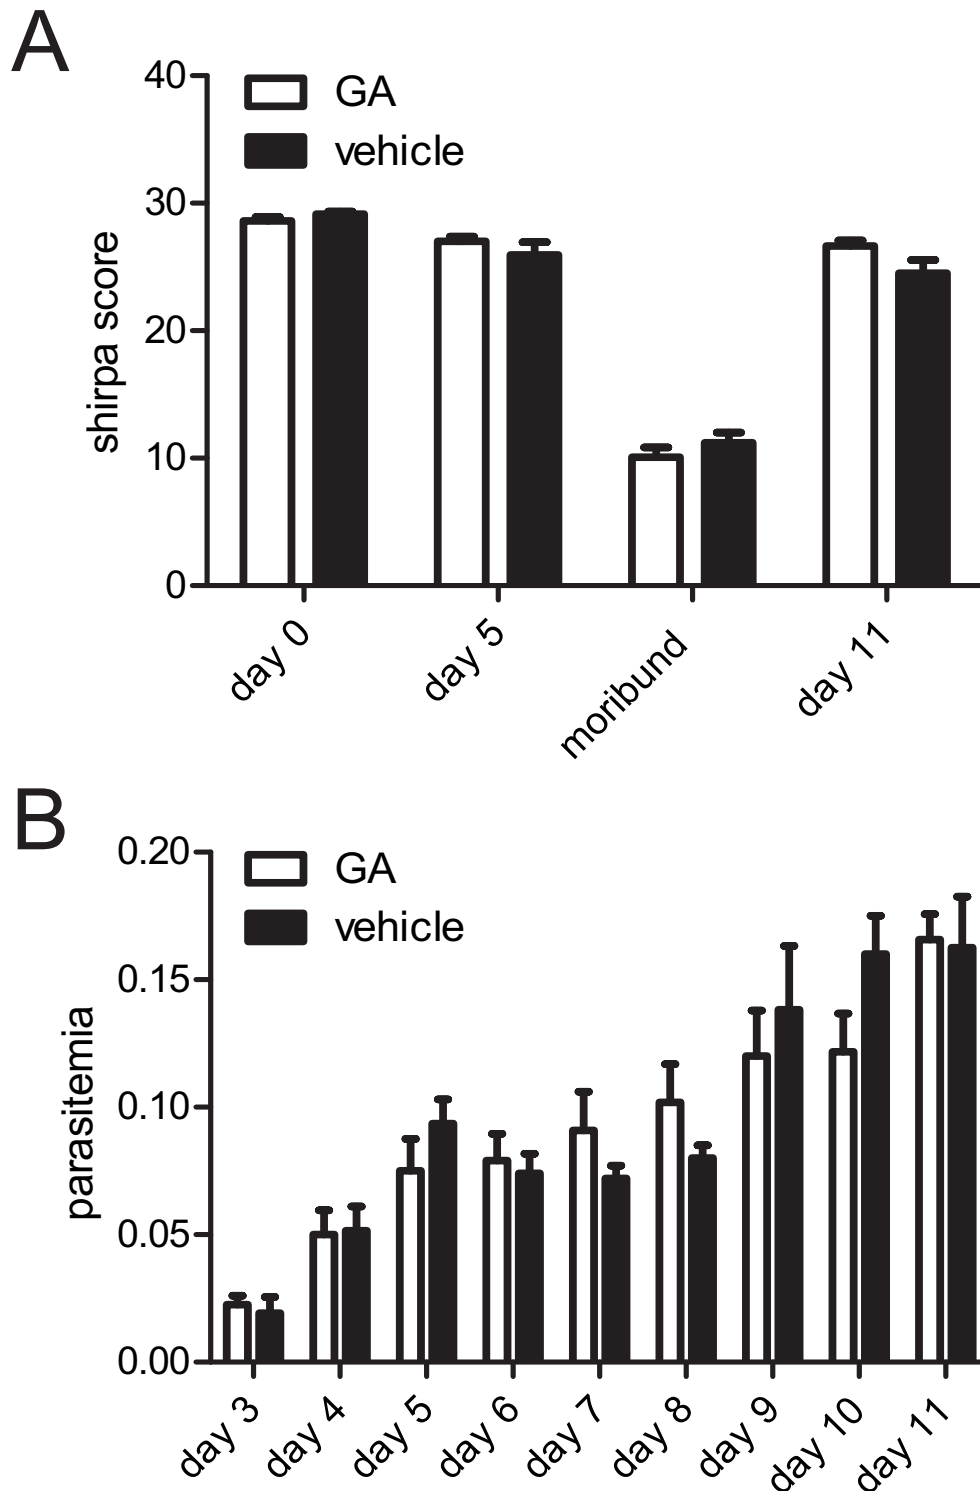 A
40
30
20
10
0
shirpa score
GA
vehicle
day 0
day 5
moribund
day 11
B
0.20
0.15
0.10
0.05
0.00
parasitemia
GA
vehicle
day 3
day 4
day 5
day 6
day 7
day 8
day 9
day 10
day 11